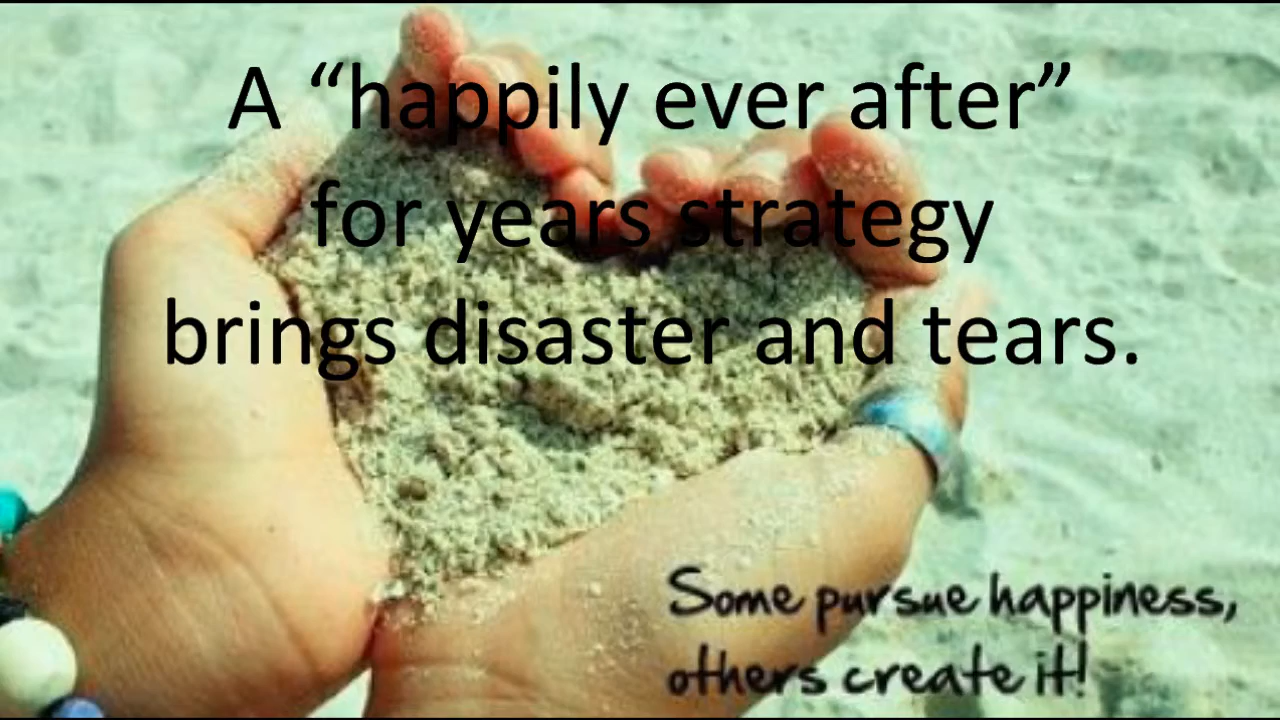 A “happily ever after”
for years strategy
brings disaster and tears.
Some pursue happiness,
others create it!